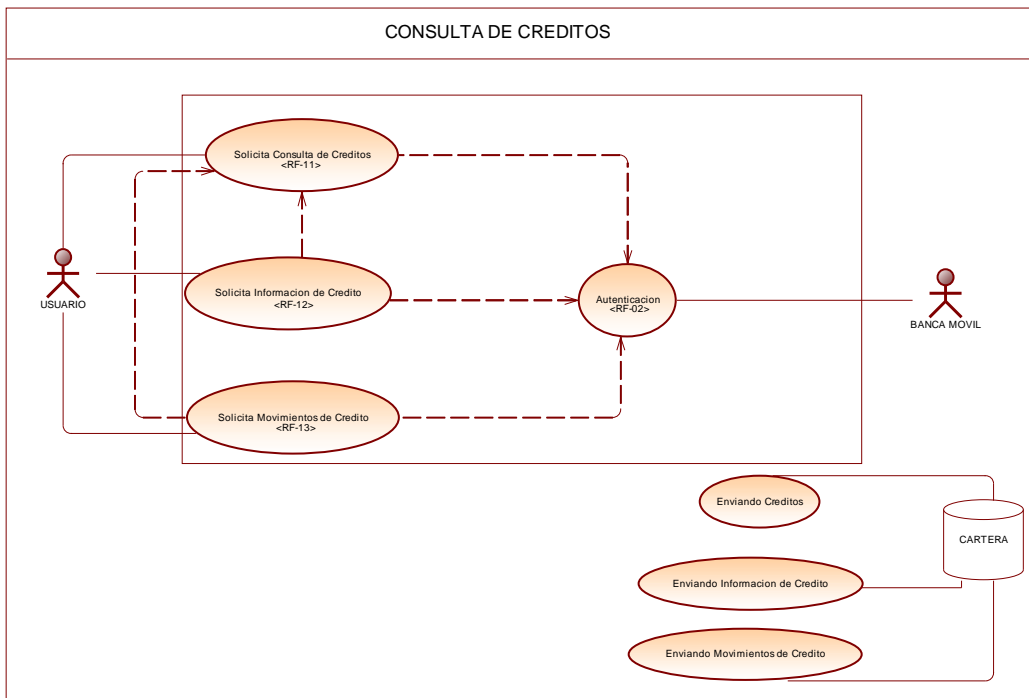 CONSULTA DE CREDITOS
Solicita Consulta de Creditos
<RF-11>
Solicita Informacion de Credito
<RF-12>
Solicita Movimientos de Credito
<RF-13>
USUARIO
Autenticacion
<RF-02>
BANCA MOVIL
Enviando Creditos
CARTERA
Enviando Informacion de Credito
Enviando Movimientos de Credito